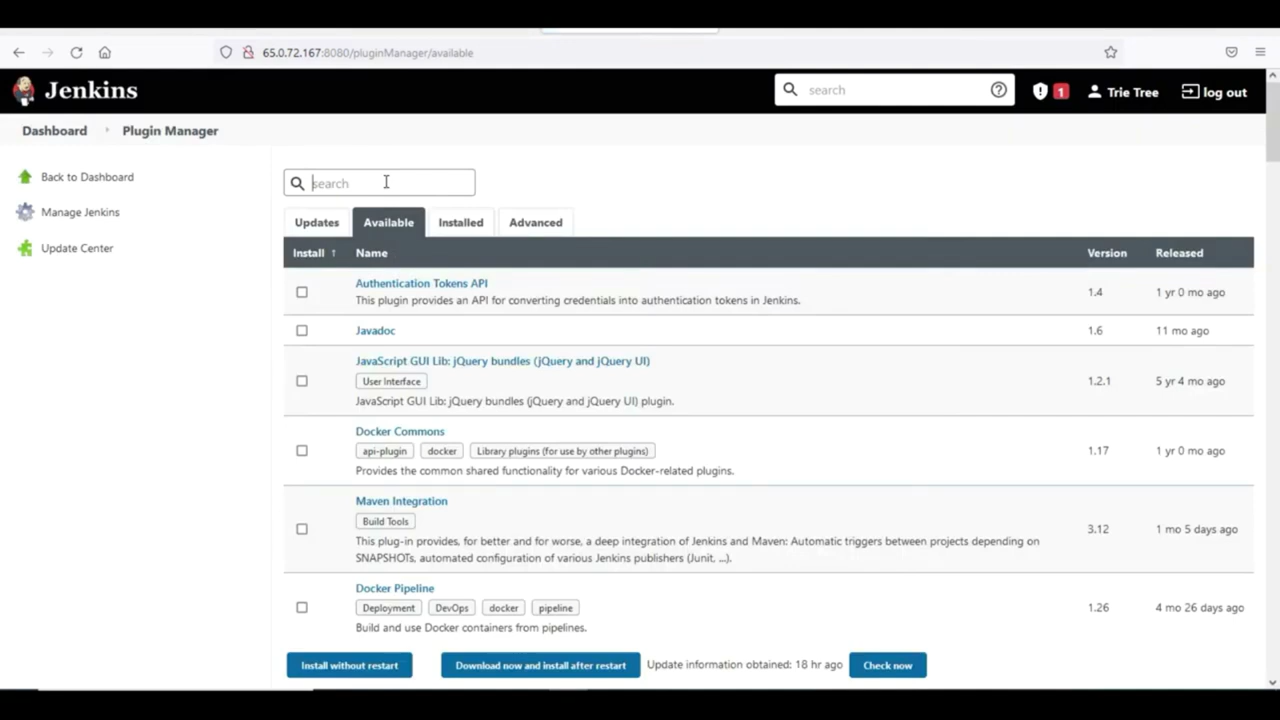 65.0.72.167:8080/pluginManager/available
Jenkins
search
1
Trie Tree
log out
Dashboard
Plugin Manager
Back to Dashboard
Manage Jenkins
Update Center
search
Updates
Available
Installed
Advanced
Install ↑ Name Version Released
Authentication Tokens API
This plugin provides an API for converting credentials into authentication tokens in Jenkins.
1.4 1 yr 0 mo ago
Javadoc 1.6 11 mo ago
JavaScript GUI Lib: jQuery bundles (jQuery and jQuery UI)
User Interface
1.2.1 5 yr 4 mo ago
JavaScript GUI Lib: jQuery bundles (jQuery and jQuery UI) plugin.
Docker Commons
api-plugin docker Library plugins (for use by other plugins) 1.17 1 yr 0 mo ago
Provides the common shared functionality for various Docker-related plugins.
Maven Integration
Build Tools
3.12 1 mo 5 days ago
This plug-in provides, for better and for worse, a deep integration of Jenkins and Maven: Automatic triggers between projects depending on
SNAPSHOTs, automated configuration of various Jenkins publishers (Junit, ...).
Docker Pipeline
Deployment DevOps docker pipeline 1.26 4 mo 26 days ago
Build and use Docker containers from pipelines.
Install without restart
Download now and install after restart
Update information obtained: 18 hr ago
Check now